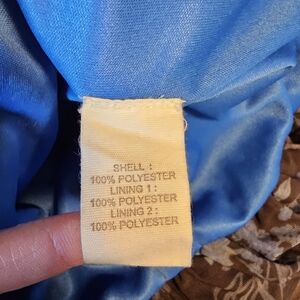 SHELL :
100% POLYESTER
LINING 1 :
100% POLYESTER
LINING 2 :
100% POLYESTER